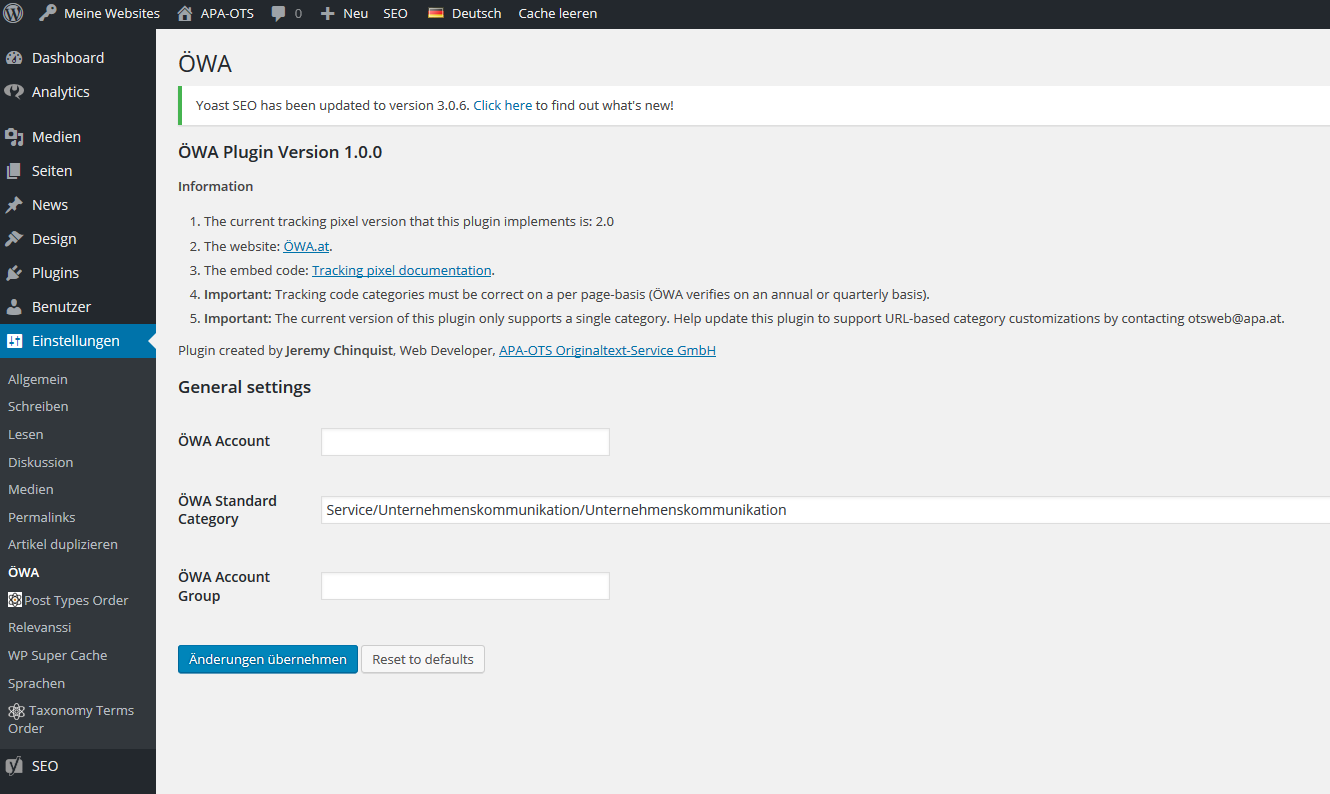 Meine Websites APA-OTS 0 Neu SEO Deutsch Cache leeren
Dashboard
Analytics
Medien
Seiten
News
Design
Plugins
Benutzer
Einstellungen
Allgemein
Schreiben
Lesen
Diskussion
Medien
Permalinks
Artikel duplizieren
ÖWA
Post Types Order
Relevanssi
WP Super Cache
Sprachen
Taxonomy Terms
Order
SEO
ÖWA
Yoast SEO has been updated to version 3.0.6. Click here to find out what's new!
ÖWA Plugin Version 1.0.0
Information
1. The current tracking pixel version that this plugin implements is: 2.0
2. The website: ÖWA.at.
3. The embed code: Tracking pixel documentation.
4. Important: Tracking code categories must be correct on a per page-basis (ÖWA verifies on an annual or quarterly basis).
5. Important: The current version of this plugin only supports a single category. Help update this plugin to support URL-based category customizations by contacting otsweb@apa.at.
Plugin created by Jeremy Chinquist, Web Developer, APA-OTS Originaltext-Service GmbH
General settings
ÖWA Account
ÖWA Standard
Category
Service/Unternehmenskommunikation/Unternehmenskommunikation
ÖWA Account
Group
Änderungen übernehmen Reset to defaults